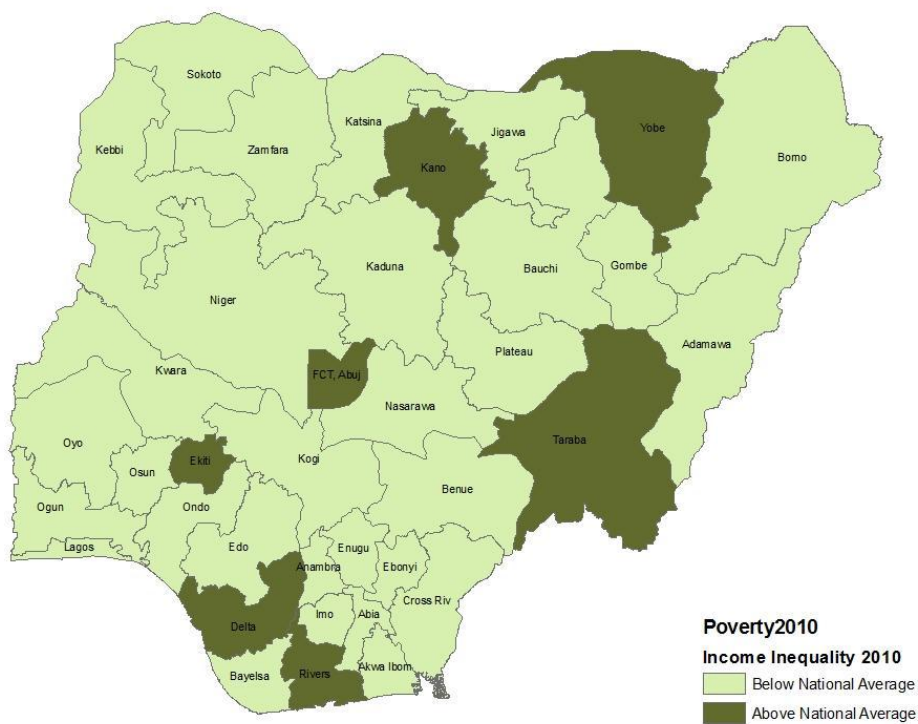 Sokoto
Katsina
Yobe
Jigawa
Kebbi
Zamfara
Borno
Kano
Kaduna
Bauchi
Gombe
Niger
Adamawa
Plateau
Kwara
FCT, Abuj
Nasarawa
Taraba
Oyo
Osun
Ekiti
Kogi
Benue
Ogun
Ondo
Lagos
Edo
Enugu
Anambra
Ebonyi
Cross Riv
Delta
Imo
Abia
Bayelsa
Rivers
Akwa Ibom
Poverty2010
Income Inequality 2010
Below National Average
Above National Average